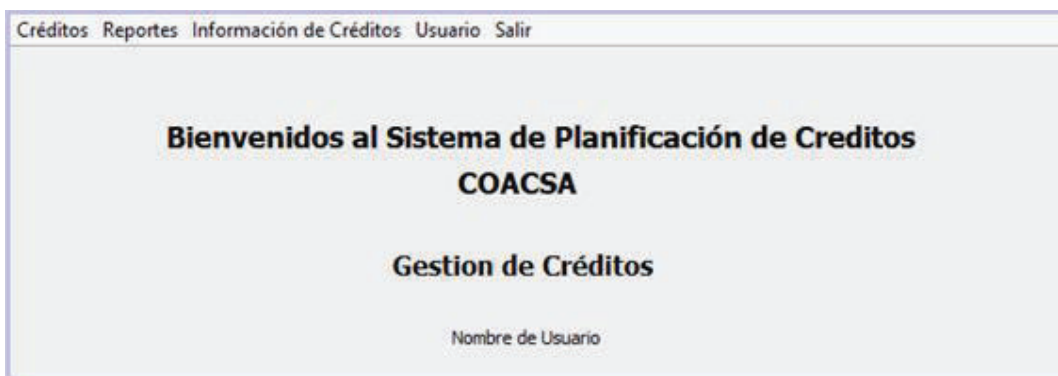 Créditos Reportes Información de Créditos Usuario Salir
Bienvenidos al Sistema de Planificación de Creditos
COACSA
Gestion de Créditos
Nombre de Usuario